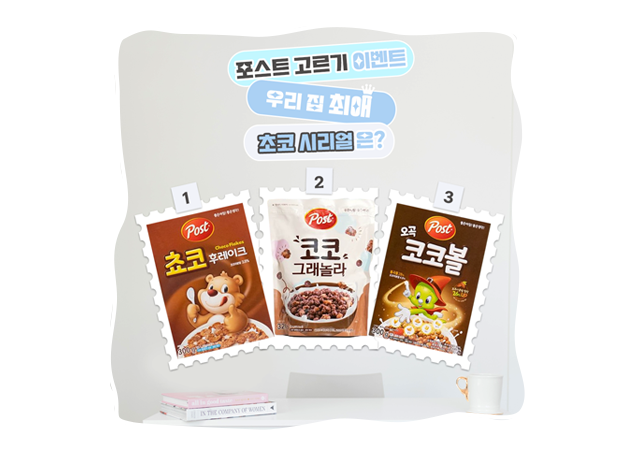 포스트 고르기 이벤트
우리 집 최애
초코 시리얼은?
1
2
3
Post
Choco Flakes
쵸코
후레이크
Post
코코
그래놀라
Post
오곡
코코볼
IN THE COMPANY OF WOMEN